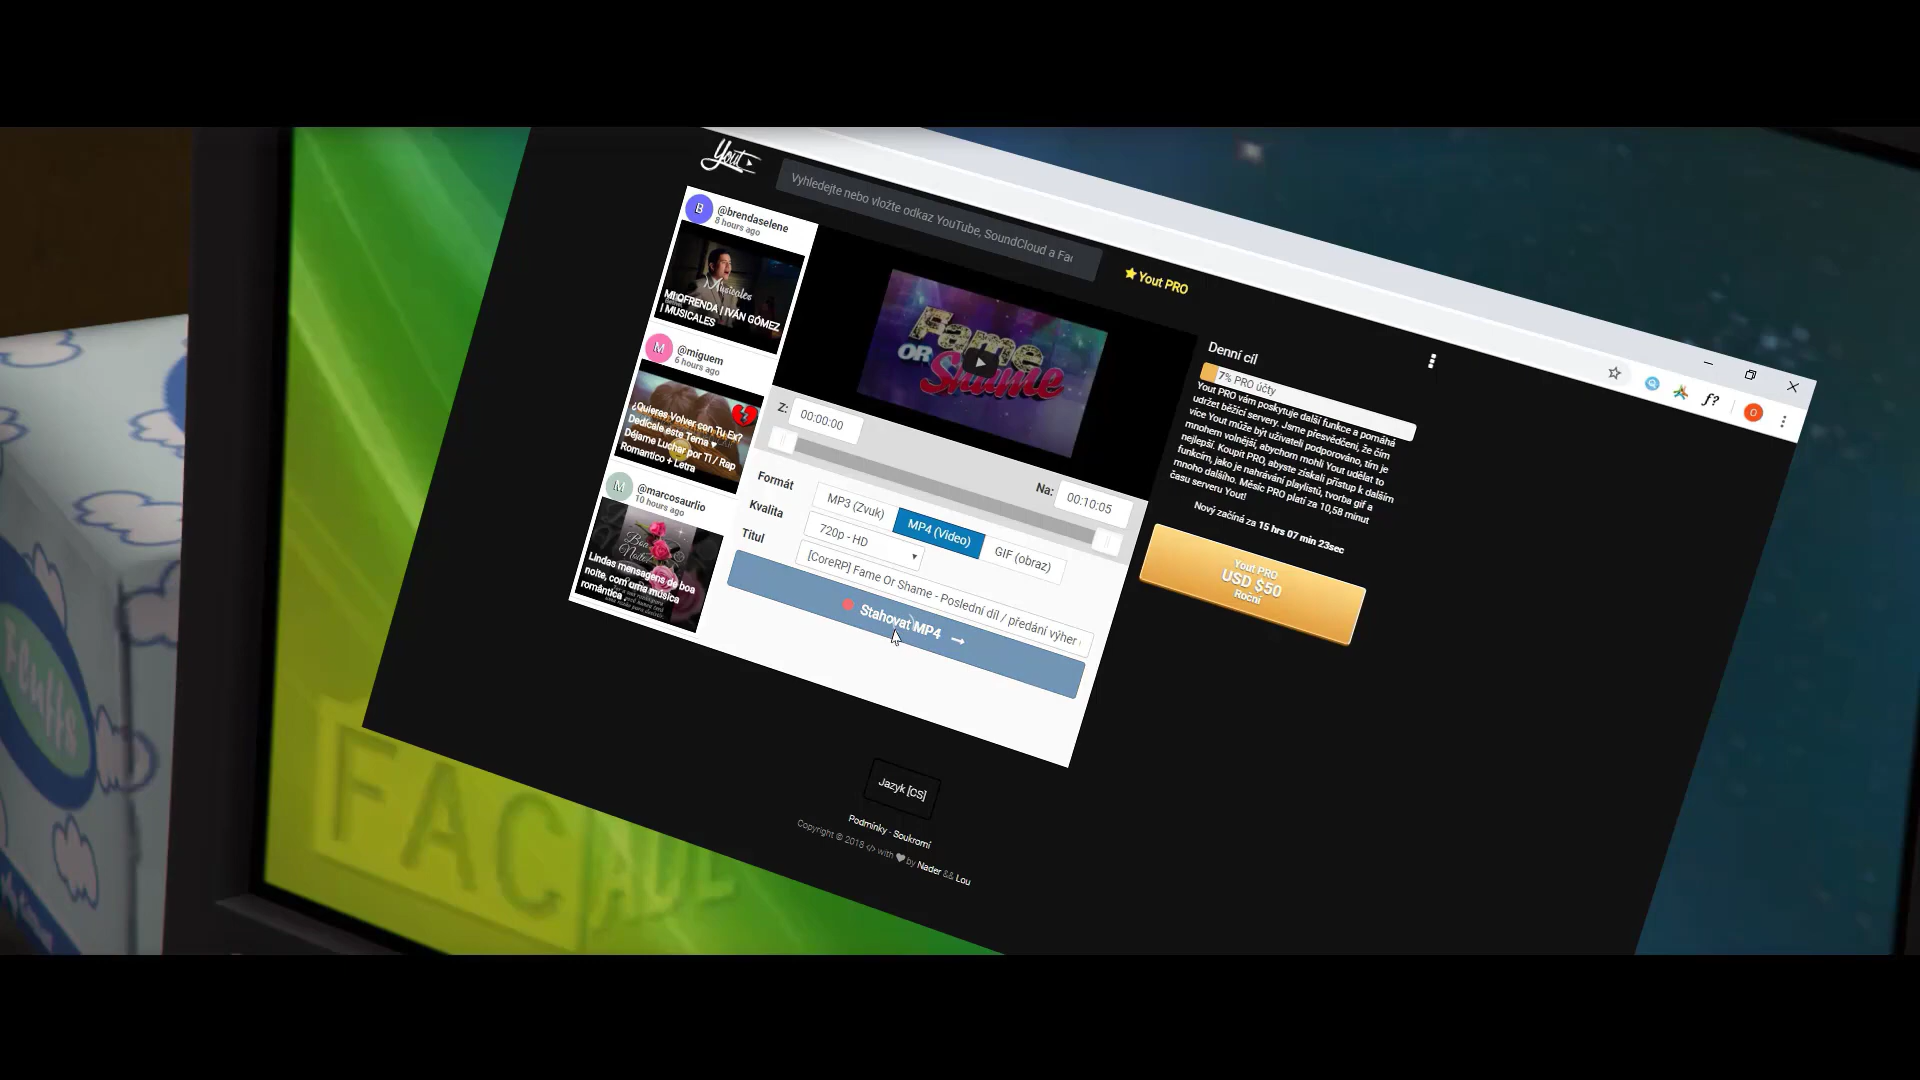 Yout
Vyhledejte nebo vložte odkaz YouTube, SoundCloud a Fac
Yout PRO
B
@brendaselene
8 hours ago
Musicales
MI OFRENDA | IVÁN GÓMEZ
| MUSICALES
M
@miguem
6 hours ago
¿Quieras Volver con Tu Ex?
Dedícale este Tema ♥
Déjame Luchar por Ti / Rap
Romantico + Letra
M
@marcosaurlio
10 hours ago
Boa
Noite
Lindas mensagens de boa
noite, com uma música
romântica
Fame
OR
Shame
Z:
00:00:00
Na:
00:10:05
Formát
MP3 (Zvuk)
MP4 (Video)
GIF (obraz)
Kvalita
720p - HD
Titul
[CoreRP] Fame Or Shame - Poslední díl / předání výher
Stahovat MP4 →
Denní cíl
7% PRO účty
Yout PRO vám poskytuje další funkce a pomáhá
udržet běžící servery. Jsme přesvědčeni, že čím
více Yout může být uživateli podporováno, tím je
mnohem volnější, abychom mohli Yout udělat to
nejlepší. Koupit PRO, abyste získali přístup k dalším
funkcím, jako je nahrávání playlistů, tvorba gif a
mnoho dalšího. Měsíc PRO platí za 10,58 minut
času serveru Yout!
Nový začíná za 15 hrs 07 min 23sec
Yout PRO
USD $50
Roční
f?
O
Jazyk [CS]
Podmínky - Soukromí
Copyright © 2018 </> with ♥ by Nader && Lou
Fluffs
FAC